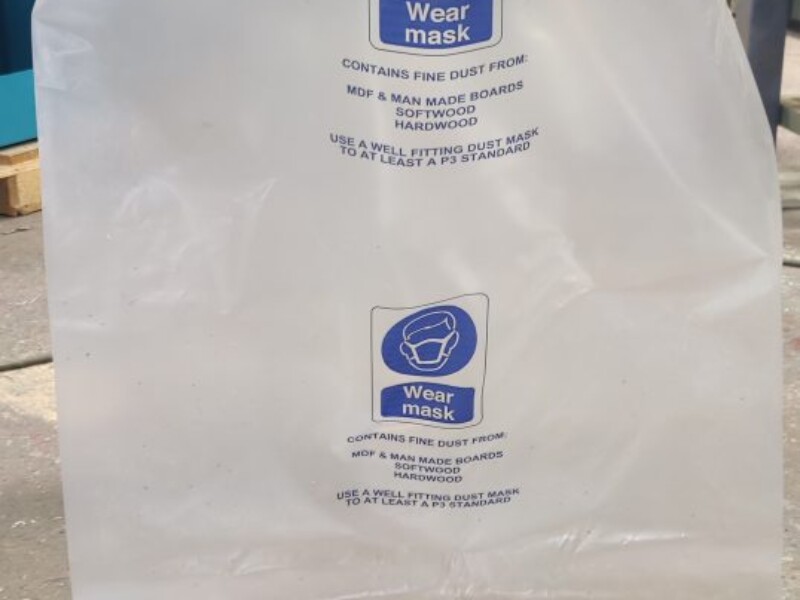 Wear
mask
CONTAINS FINE DUST FROM:
MDF & MAN MADE BOARDS
SOFTWOOD
HARDWOOD
USE A WELL FITTING DUST MASK
TO AT LEAST A P3 STANDARD
Wear
mask
CONTAINS FINE DUST FROM:
MDF & MAN MADE BOARDS
SOFTWOOD
HARDWOOD
USE A WELL FITTING DUST MASK
TO AT LEAST A P3 STANDARD